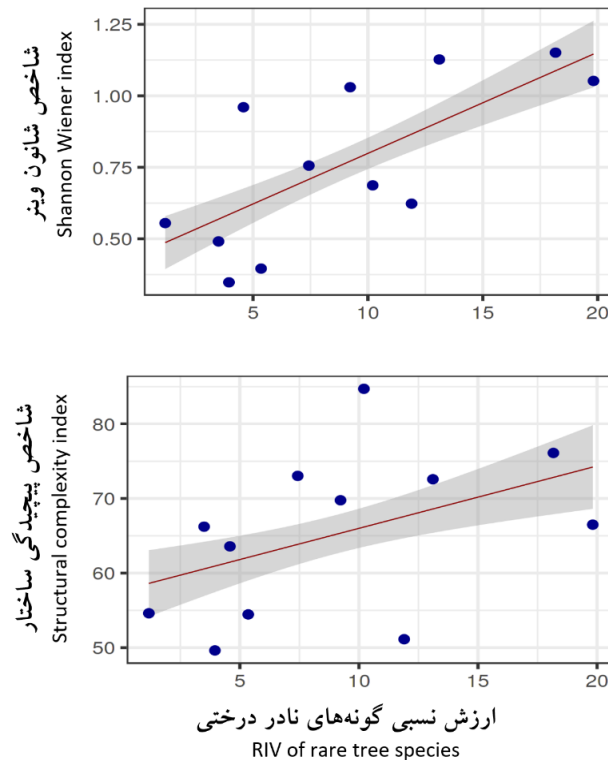 1.25
1.00
0.75
0.50
شاخص شانون وینر
Shannon Wiener index
5
10
15
20
80
70
60
50
شاخص پیچیدگی ساختار
Structural complexity index
5
10
15
20
ارزش نسبی گونه‌های نادر درختی
RIV of rare tree species